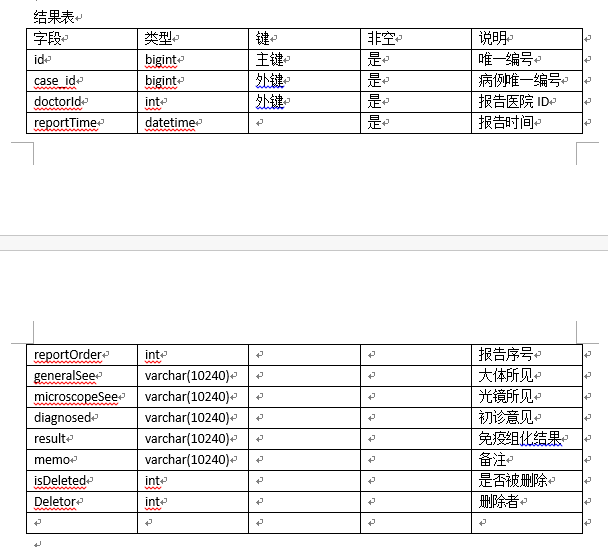 结果表
字段 类型 键 非空 说明
id bigint 主键 是 唯一编号
case_id bigint 外键 是 病例唯一编号
doctorId int 外键 是 报告医院 ID
reportTime datetime 是 报告时间
reportOrder int 报告序号
generalSee varchar(10240) 大体所见
microscopeSee varchar(10240) 光镜所见
diagnosed varchar(10240) 初诊意见
result varchar(10240) 免疫组化结果
memo varchar(10240) 备注
isDeleted int 是否被删除
Deletor int 删除者